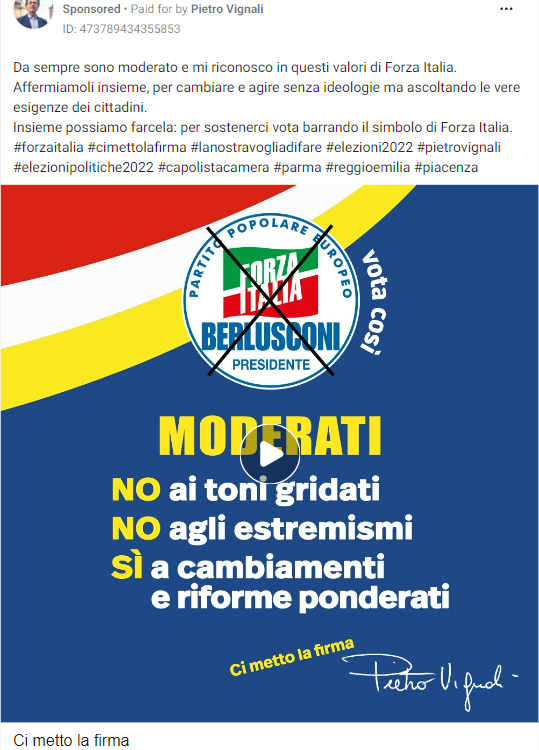 Sponsored • Paid for by Pietro Vignali
ID: 473789434355853
Da sempre sono moderato e mi riconosco in questi valori di Forza Italia.
Affermiamoli insieme, per cambiare e agire senza ideologie ma ascoltando le vere
esigenze dei cittadini.
Insieme possiamo farcela: per sostenerci vota barrando il simbolo di Forza Italia.
#forzaitalia #cimettolafirma #lanostravogliadifare #elezioni2022 #pietrovignali
#elezionipolitiche2022 #capolistacamera #parma #reggioemilia #piacenza
PARTITO POPOLARE EUROPEO
FORZA
ITALIA
BERLUSCONI
PRESIDENTE
vota così
MODERATI
NO ai toni gridati
NO agli estremismi
SÌ a cambiamenti
e riforme ponderati
Ci metto la firma
Pietro Vignali
Ci metto la firma